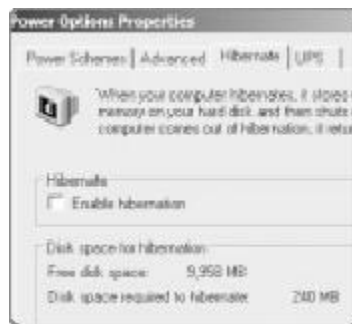 Power Options Properties
Power Schemes Advanced Hibernate UPS
When your computer hibernates, it stores
memory on your hard disk and then shuts
computer comes out of hibernation, it retu
Hibernate
Enable hibernation
Disk space for hibernation
Free disk space: 9,958 MB
Disk space required to hibernate: 240 MB